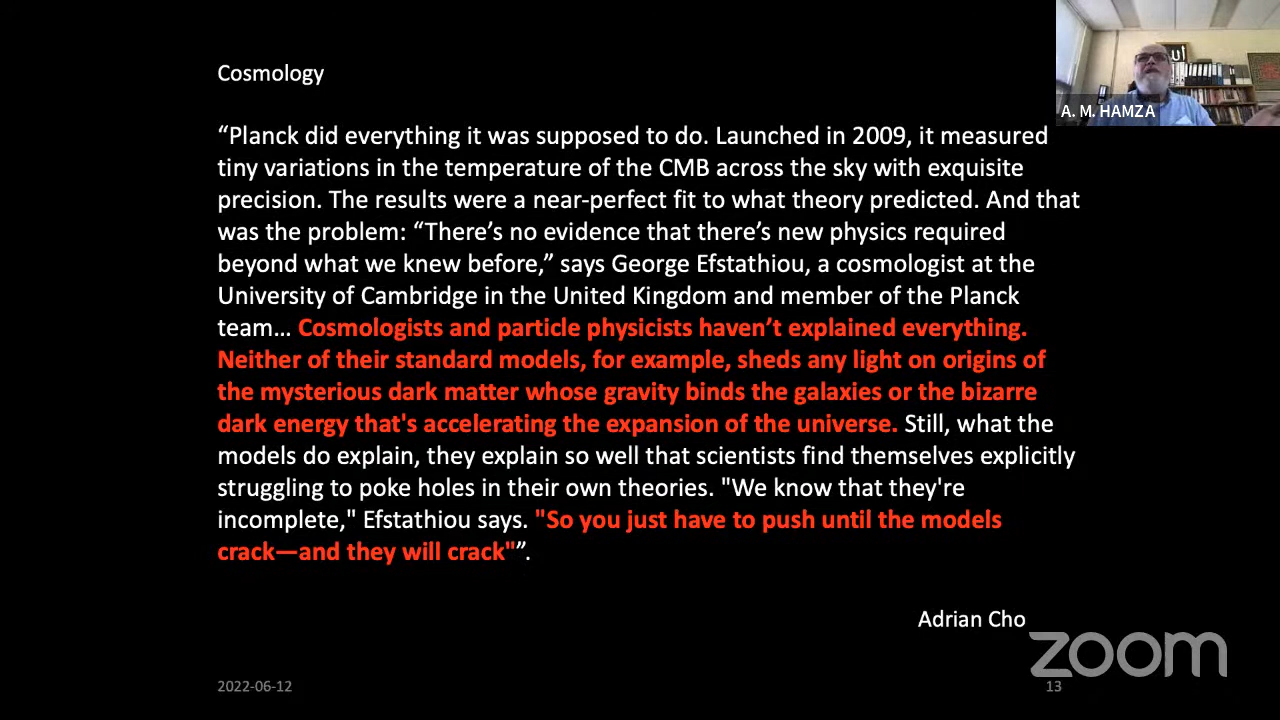 Cosmology
A. M. HAMZA
“Planck did everything it was supposed to do. Launched in 2009, it measured
tiny variations in the temperature of the CMB across the sky with exquisite
precision. The results were a near-perfect fit to what theory predicted. And that
was the problem: “There’s no evidence that there’s new physics required
beyond what we knew before,” says George Efstathiou, a cosmologist at the
University of Cambridge in the United Kingdom and member of the Planck
team… Cosmologists and particle physicists haven’t explained everything.
Neither of their standard models, for example, sheds any light on origins of
the mysterious dark matter whose gravity binds the galaxies or the bizarre
dark energy that's accelerating the expansion of the universe. Still, what the
models do explain, they explain so well that scientists find themselves explicitly
struggling to poke holes in their own theories. "We know that they're
incomplete," Efstathiou says. "So you just have to push until the models
crack—and they will crack"”.
Adrian Cho
zoom
2022-06-12
13